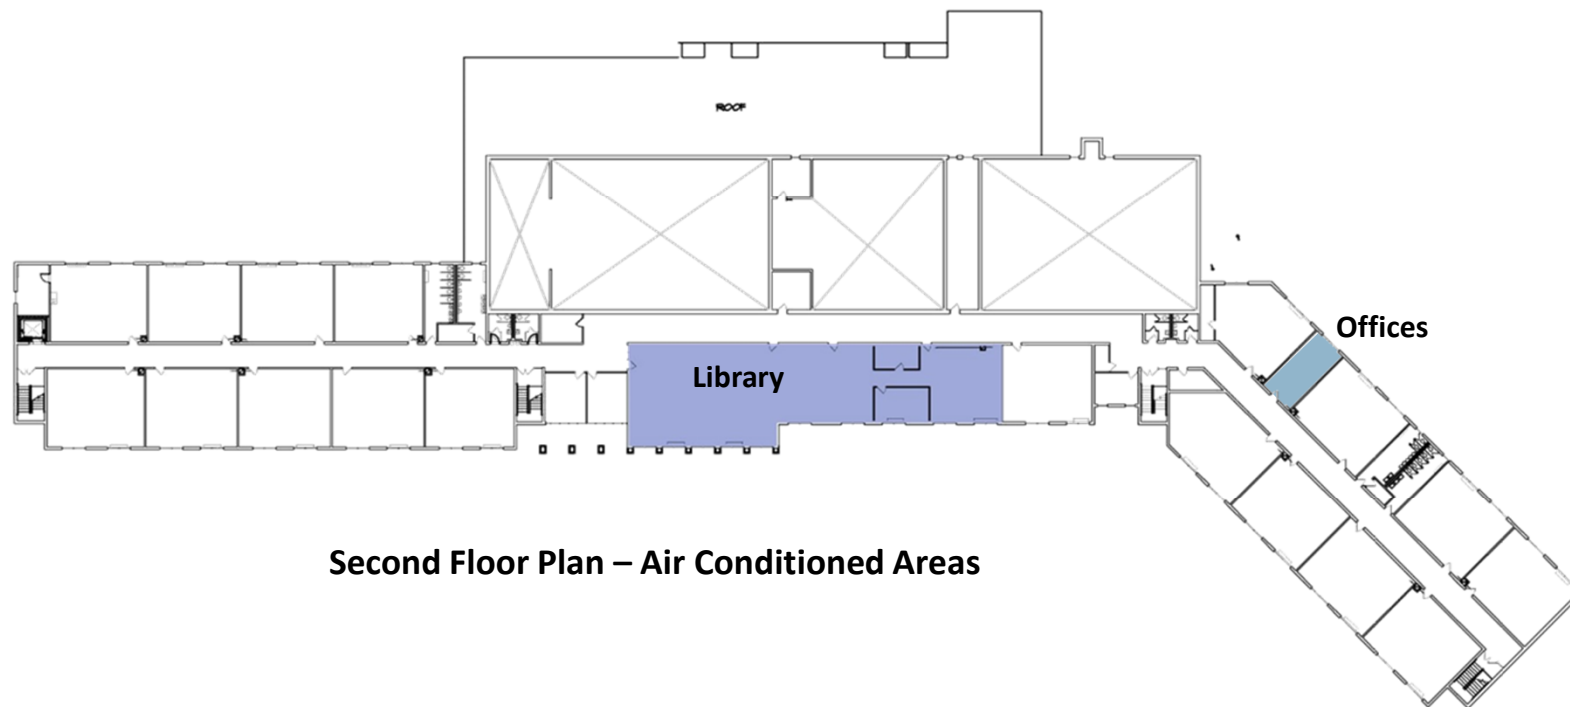 ROOF
Offices
Library
Second Floor Plan – Air Conditioned Areas